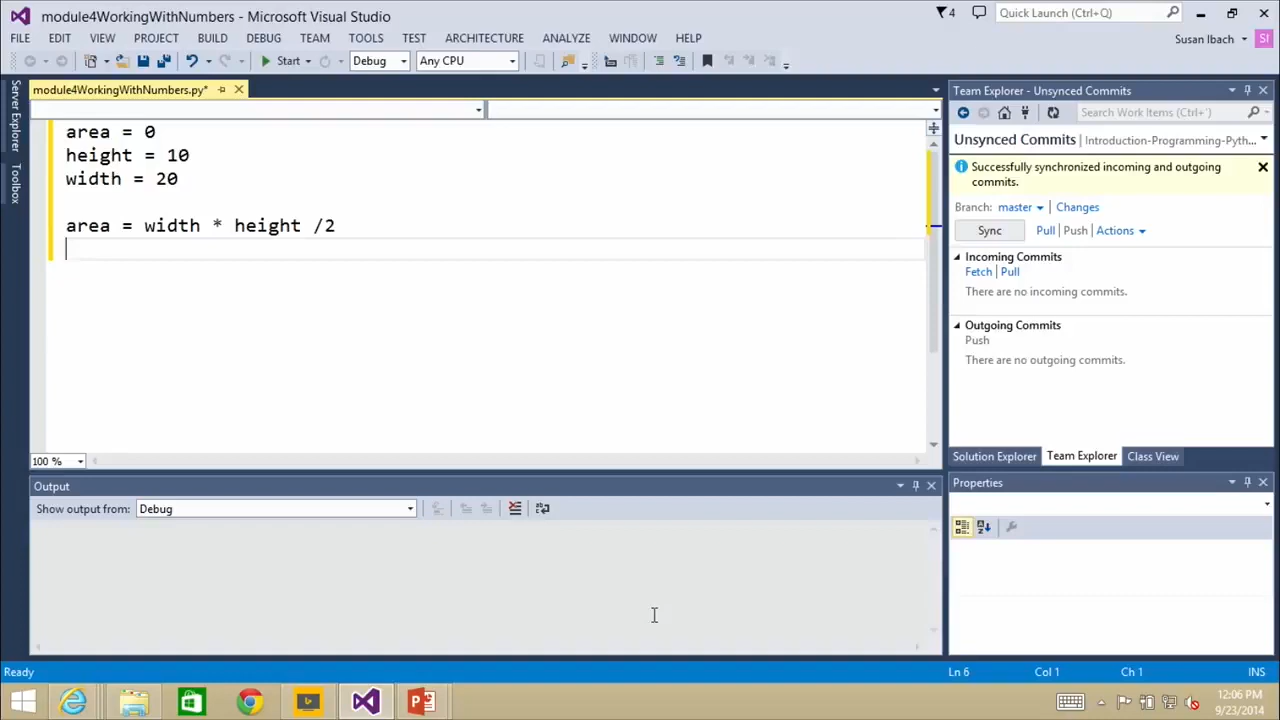 module4WorkingWithNumbers - Microsoft Visual Studio
4
Quick Launch (Ctrl+Q)
FILE EDIT VIEW PROJECT BUILD DEBUG TEAM TOOLS TEST ARCHITECTURE ANALYZE WINDOW HELP
Susan Ibach
SI
Start
Debug
Any CPU
Server Explorer
Toolbox
module4WorkingWithNumbers.py*
area = 0
height = 10
width = 20
area = width * height /2
100 %
Output
Show output from: Debug
Team Explorer - Unsynced Commits
Search Work Items (Ctrl+')
Unsynced Commits | Introduction-Programming-Pyth...
Successfully synchronized incoming and outgoing
commits.
Branch: master Changes
Sync Pull | Push | Actions
Incoming Commits
Fetch | Pull
There are no incoming commits.
Outgoing Commits
Push
There are no outgoing commits.
Solution Explorer Team Explorer Class View
Properties
Ready
Ln 6
Col 1
Ch 1
INS
12:06 PM
9/23/2014